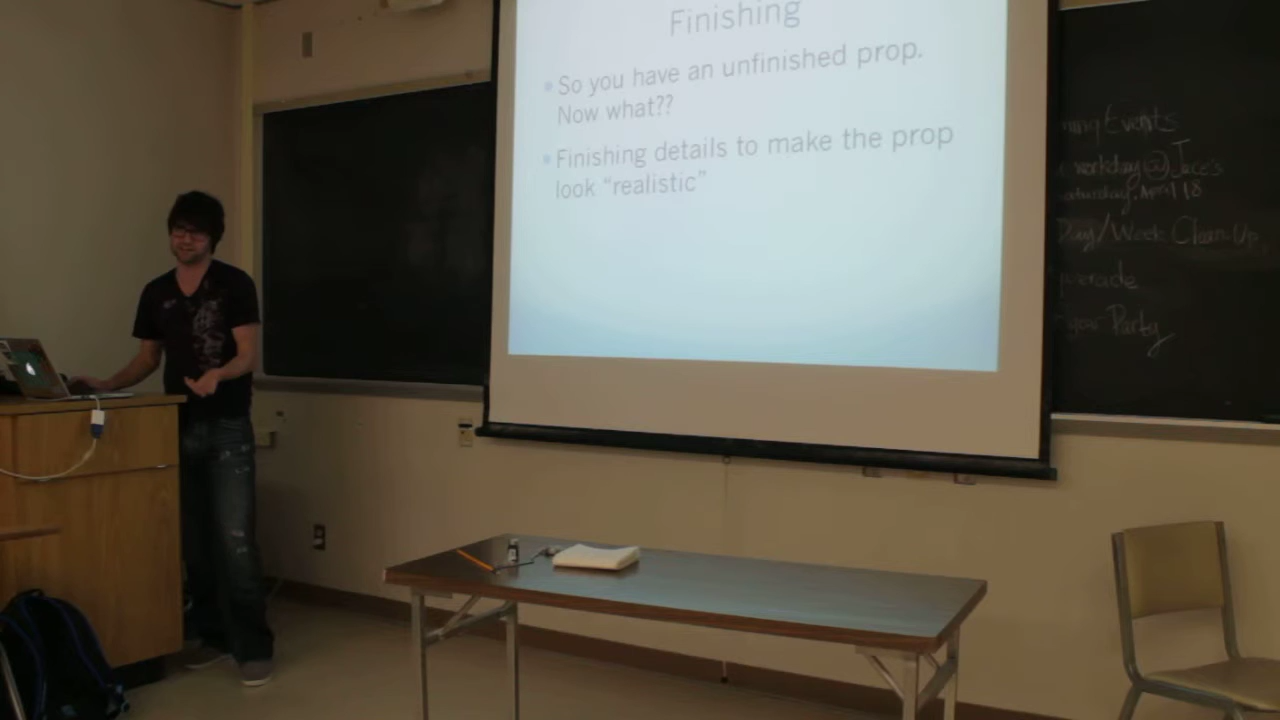 Finishing
So you have an unfinished prop.
Now what??
Finishing details to make the prop
look "realistic"
Events
workday @ Jace's
April 18
Day/Week Clean-Up
Party